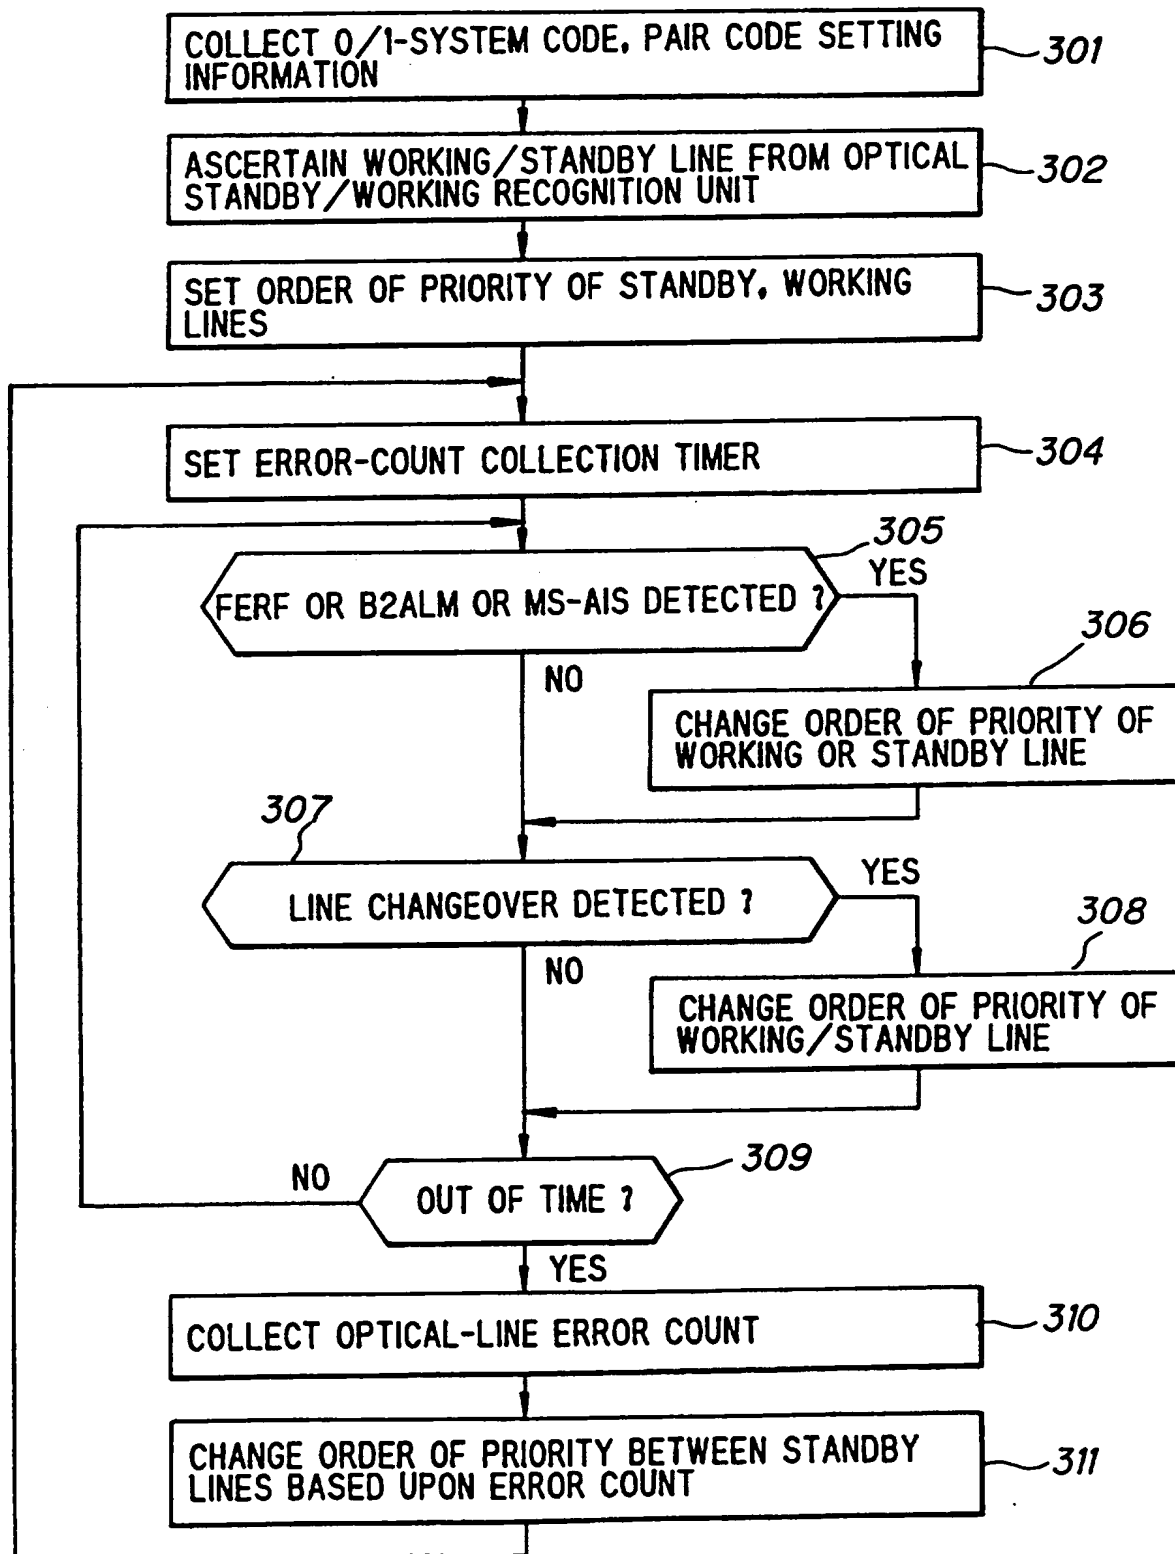 COLLECT 0/1-SYSTEM CODE, PAIR CODE SETTING
INFORMATION
301
ASCERTAIN WORKING/STANDBY LINE FROM OPTICAL
STANDBY/WORKING RECOGNITION UNIT
302
SET ORDER OF PRIORITY OF STANDBY, WORKING
LINES
303
SET ERROR-COUNT COLLECTION TIMER
304
305
FERF OR B2ALM OR MS-AIS DETECTED ?
YES
NO
306
CHANGE ORDER OF PRIORITY OF
WORKING OR STANDBY LINE
307
LINE CHANGEOVER DETECTED ?
YES
NO
308
CHANGE ORDER OF PRIORITY OF
WORKING/STANDBY LINE
309
NO
OUT OF TIME ?
YES
COLLECT OPTICAL-LINE ERROR COUNT
310
CHANGE ORDER OF PRIORITY BETWEEN STANDBY
LINES BASED UPON ERROR COUNT
311